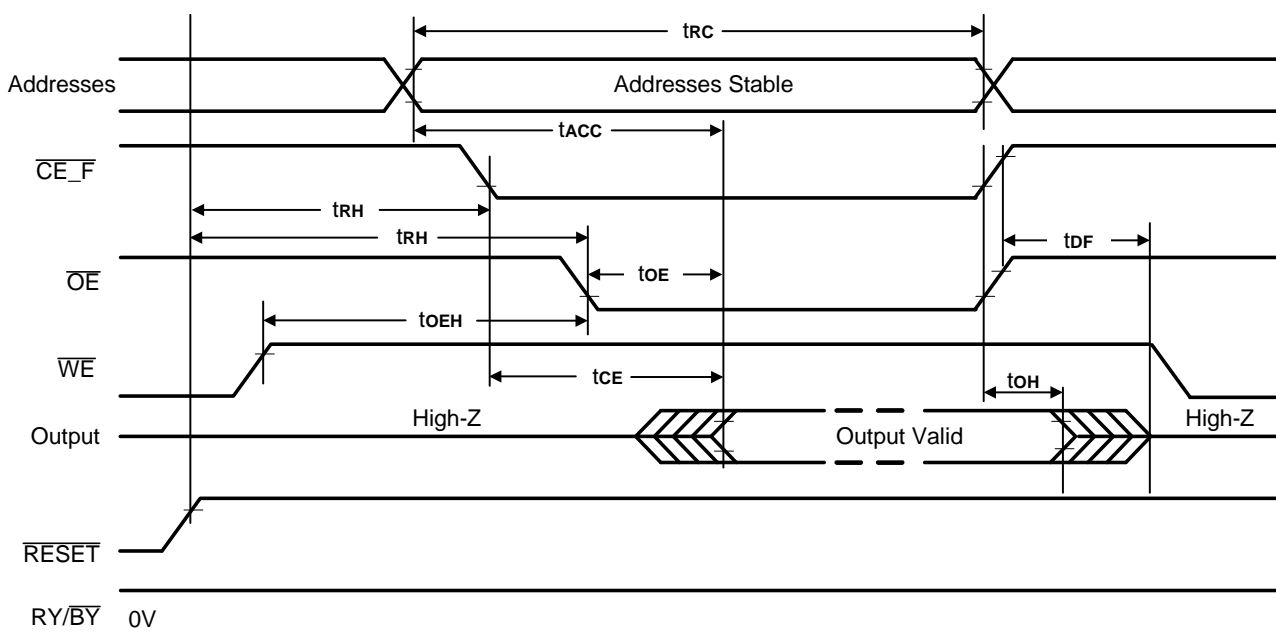 tRC
Addresses
Addresses Stable
tACC
CE_F
tRH
tRH
tDF
OE
tOE
tOEH
WE
tCE
tOH
High-Z
High-Z
Output
Output Valid
RESET
RY/BY 0V